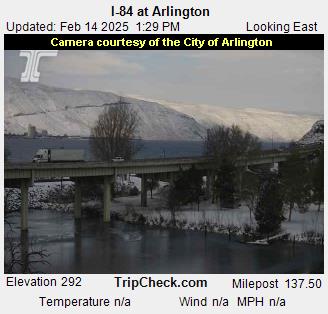 I-84 at Arlington
Updated: Feb 14 2025 1:29 PM Looking East
Camera courtesy of the City of Arlington
Elevation 292 TripCheck.com Milepost 137.50
Temperature n/a Wind n/a MPH n/a